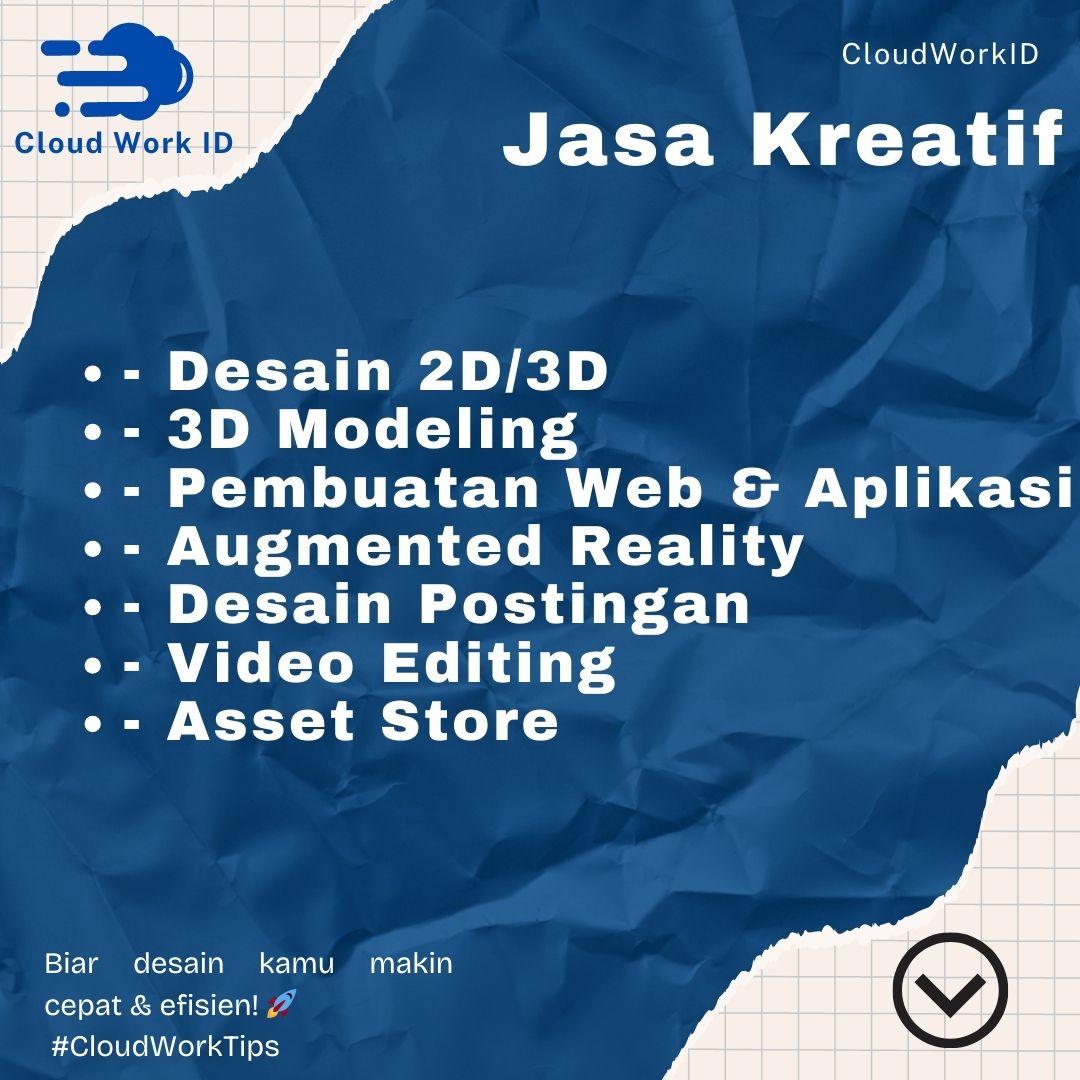 Cloud Work ID
CloudWorkID
Jasa Kreatif
• - Desain 2D/3D
• - 3D Modeling
• - Pembuatan Web & Aplikasi
• - Augmented Reality
• - Desain Postingan
• - Video Editing
• - Asset Store
Biar desain kamu makin
cepat & efisien! 🚀
#CloudWorkTips